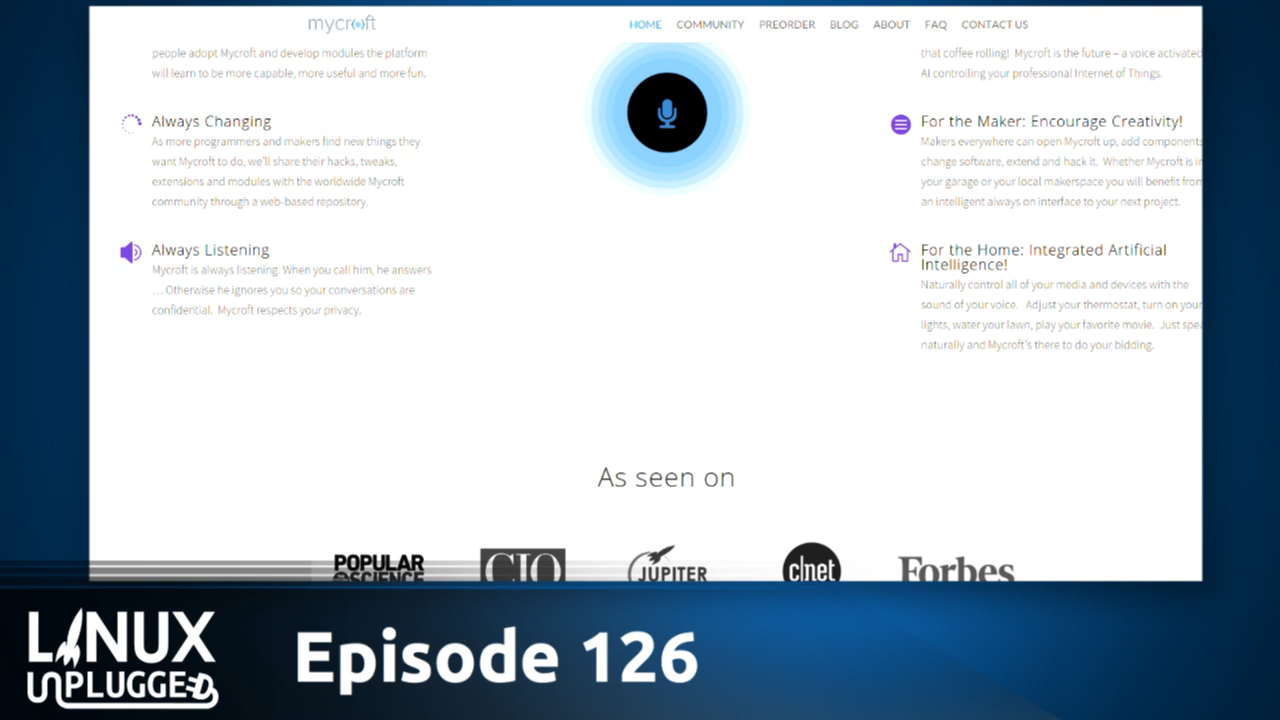 mycroft
HOME COMMUNITY PREORDER BLOG ABOUT FAQ CONTACT US
people adopt Mycroft and develop modules the platform
will learn to be more capable, more useful and more fun.
Always Changing
As more programmers and makers find new things they
want Mycroft to do, we'll share their hacks, tweaks,
extensions and modules with the worldwide Mycroft
community through a web-based repository.
Always Listening
Mycroft is always listening. When you call him, he answers
... Otherwise he ignores you so your conversations are
confidential. Mycroft respects your privacy.
that coffee rolling! Mycroft is the future – a voice activated
AI controlling your professional Internet of Things.
For the Maker: Encourage Creativity!
Makers everywhere can open Mycroft up, add components
change software, extend and hack it. Whether Mycroft is in
your garage or your local makerspace you will benefit from
an intelligent always on interface to your next project.
For the Home: Integrated Artificial
Intelligence!
Naturally control all of your media and devices with the
sound of your voice. Adjust your thermostat, turn on your
lights, water your lawn, play your favorite movie. Just spea
naturally and Mycroft's there to do your bidding.
As seen on
POPULAR
SCIENCE
CIO
JUPITER
c|net
Forbes
LINUX
UNPLUGGED
Episode 126